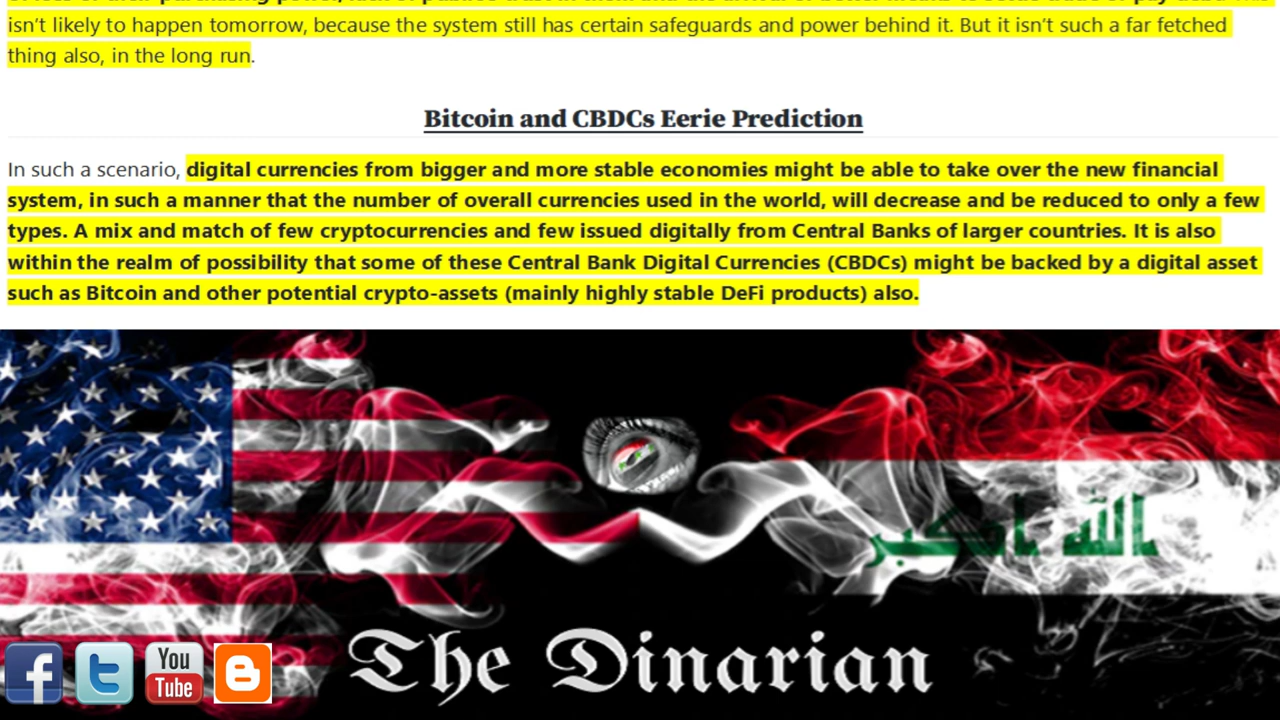 isn't likely to happen tomorrow, because the system still has certain safeguards and power behind it. But it isn't such a far fetched
thing also, in the long run.
Bitcoin and CBDCs Eerie Prediction
In such a scenario, digital currencies from bigger and more stable economies might be able to take over the new financial
system, in such a manner that the number of overall currencies used in the world, will decrease and be reduced to only a few
types. A mix and match of few cryptocurrencies and few issued digitally from Central Banks of larger countries. It is also
within the realm of possibility that some of these Central Bank Digital Currencies (CBDCs) might be backed by a digital asset
such as Bitcoin and other potential crypto-assets (mainly highly stable DeFi products) also.
الله اكبر
f t You Tube B
The Dinarian